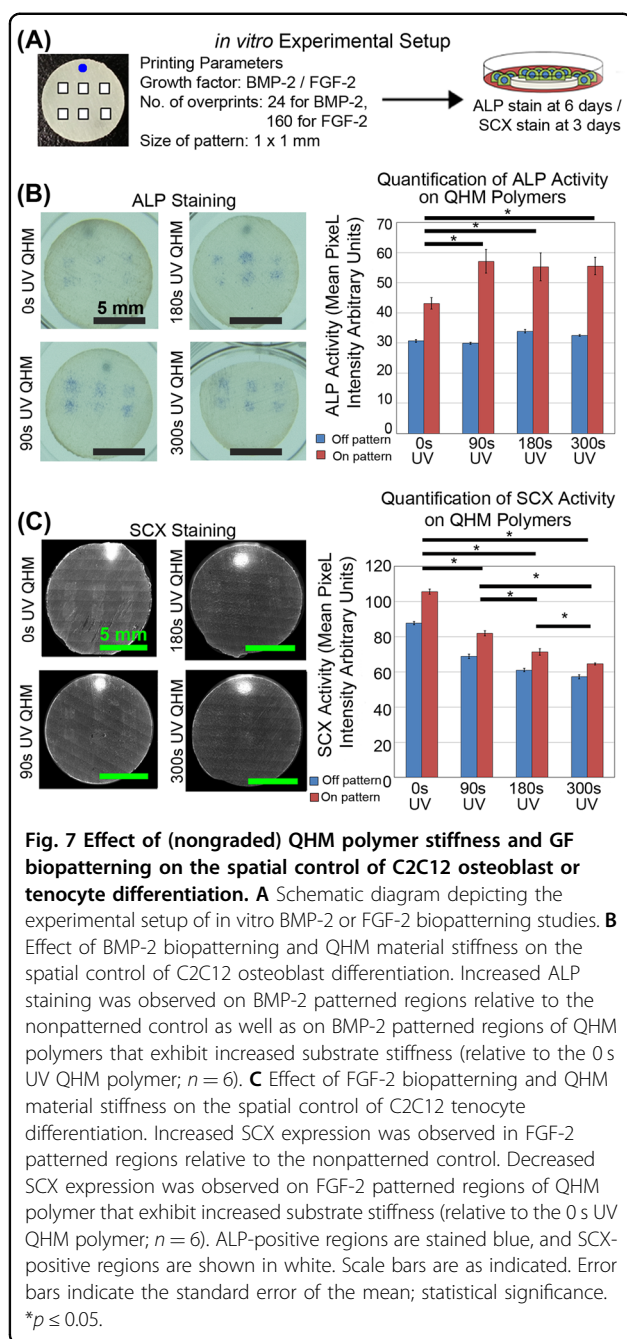 (A)
in vitro Experimental Setup
Printing Parameters
Growth factor: BMP-2 / FGF-2
No. of overprints: 24 for BMP-2,
160 for FGF-2
Size of pattern: 1 x 1 mm
ALP stain at 6 days /
SCX stain at 3 days
(B)
ALP Staining
0s UV QHM
5 mm
180s UV QHM
90s UV QHM
300s UV QHM
Quantification of ALP Activity
on QHM Polymers
ALP Activity (Mean PixeL
Intensity Arbitrary Units)
70
60
50
40
30
20
10
0
*
*
*
Off pattern
On pattern
0s
UV
90s
UV
180s
UV
300s
UV
(C)
SCX Staining
0s UV QHM
5 mm
180s UV QHM
90s UV QHM
300s UV QHM
Quantification of SCX Activity
on QHM Polymers
SCX Activity (Mean PixeL
Intensity Arbitrary Units)
120
100
80
60
40
20
0
*
*
*
*
*
*
Off pattern
On pattern
0s
UV
90s
UV
180s
UV
300s
UV
Fig. 7 Effect of (nongraded) QHM polymer stiffness and GF
biopatterning on the spatial control of C2C12 osteoblast or
tenocyte differentiation. A Schematic diagram depicting the
experimental setup of in vitro BMP-2 or FGF-2 biopatterning studies. B
Effect of BMP-2 biopatterning and QHM material stiffness on the
spatial control of C2C12 osteoblast differentiation. Increased ALP
staining was observed on BMP-2 patterned regions relative to the
nonpatterned control as well as on BMP-2 patterned regions of QHM
polymers that exhibit increased substrate stiffness (relative to the 0 s
UV QHM polymer; n = 6). C Effect of FGF-2 biopatterning and QHM
material stiffness on the spatial control of C2C12 tenocyte
differentiation. Increased SCX expression was observed in FGF-2
patterned regions relative to the nonpatterned control. Decreased
SCX expression was observed on FGF-2 patterned regions of QHM
polymer that exhibit increased substrate stiffness (relative to the 0 s UV
QHM polymer; n = 6). ALP-positive regions are stained blue, and SCX-
positive regions are shown in white. Scale bars are as indicated. Error
bars indicate the standard error of the mean; statistical significance.
*p ≤ 0.05.